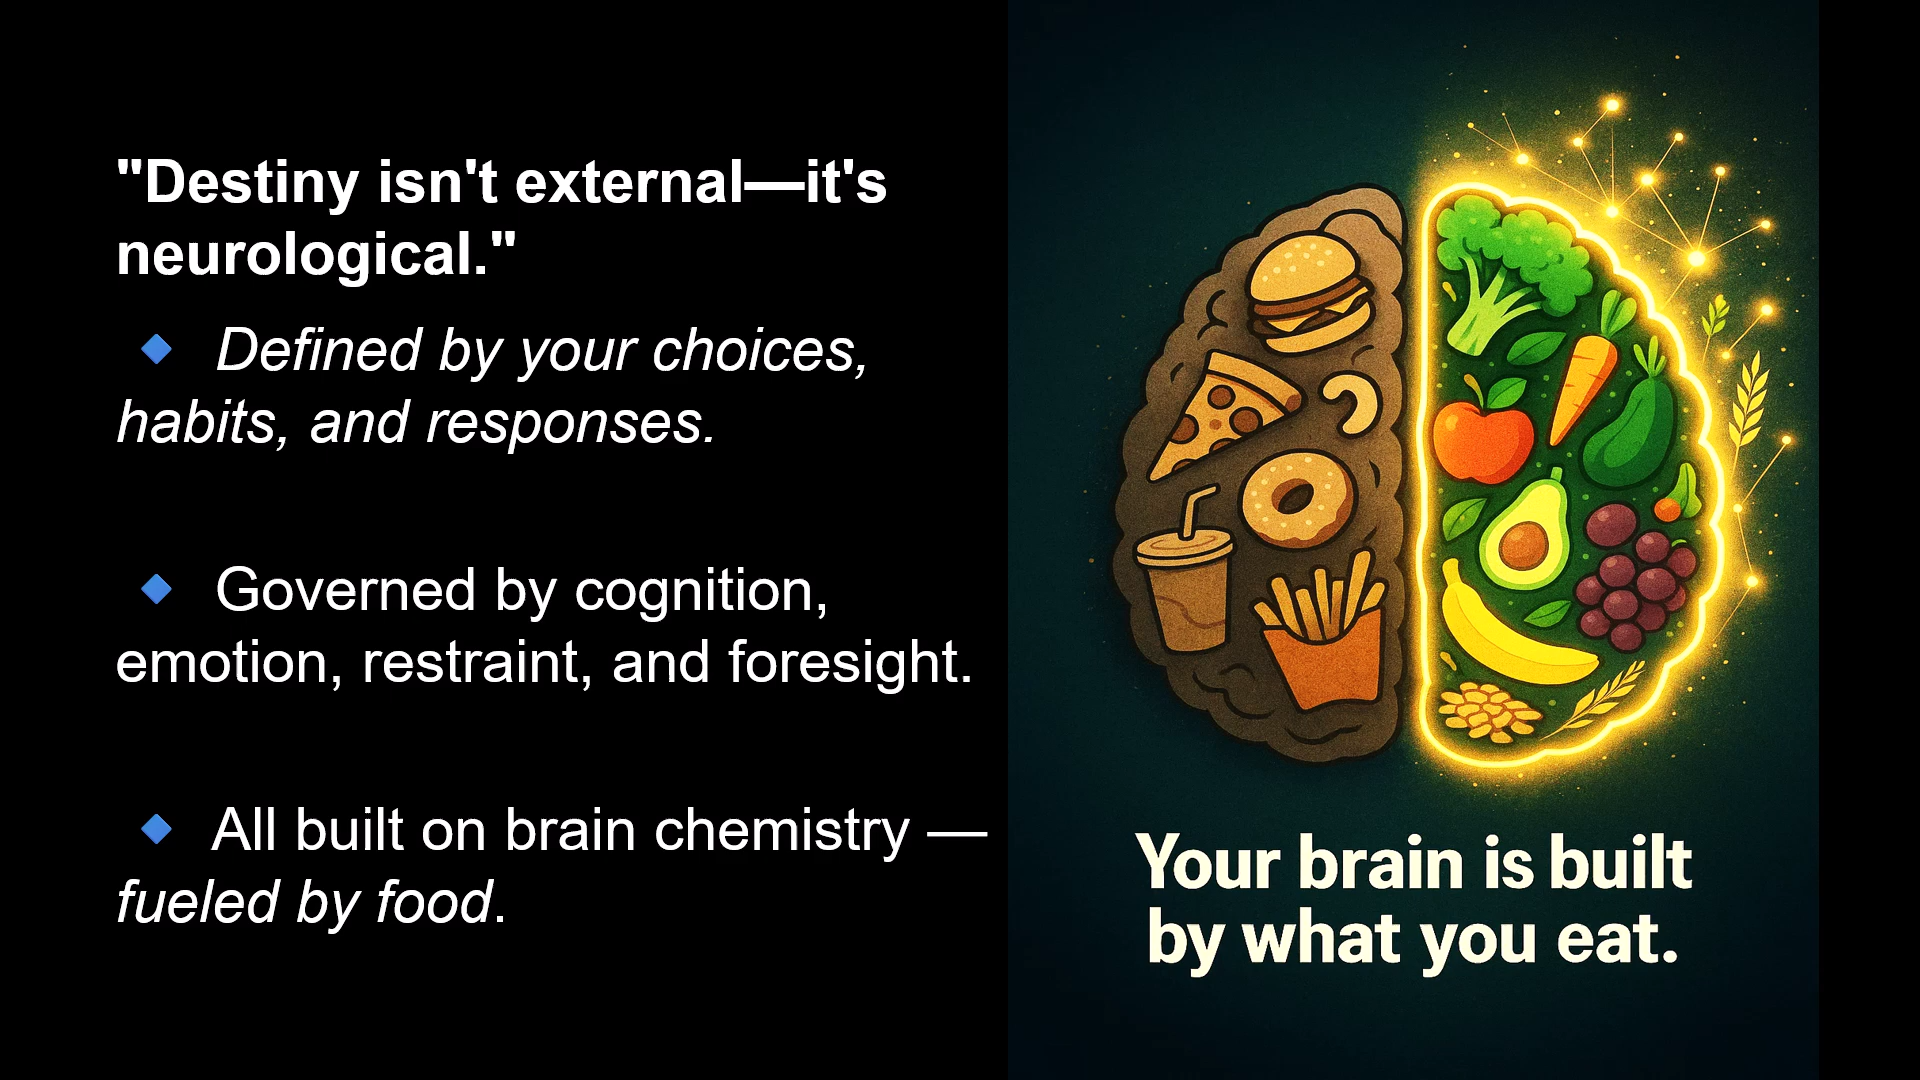 "Destiny isn't external—it's
neurological."
🔹 Defined by your choices,
habits, and responses.
🔹 Governed by cognition,
emotion, restraint, and foresight.
🔹 All built on brain chemistry —
fueled by food.
Your brain is built
by what you eat.